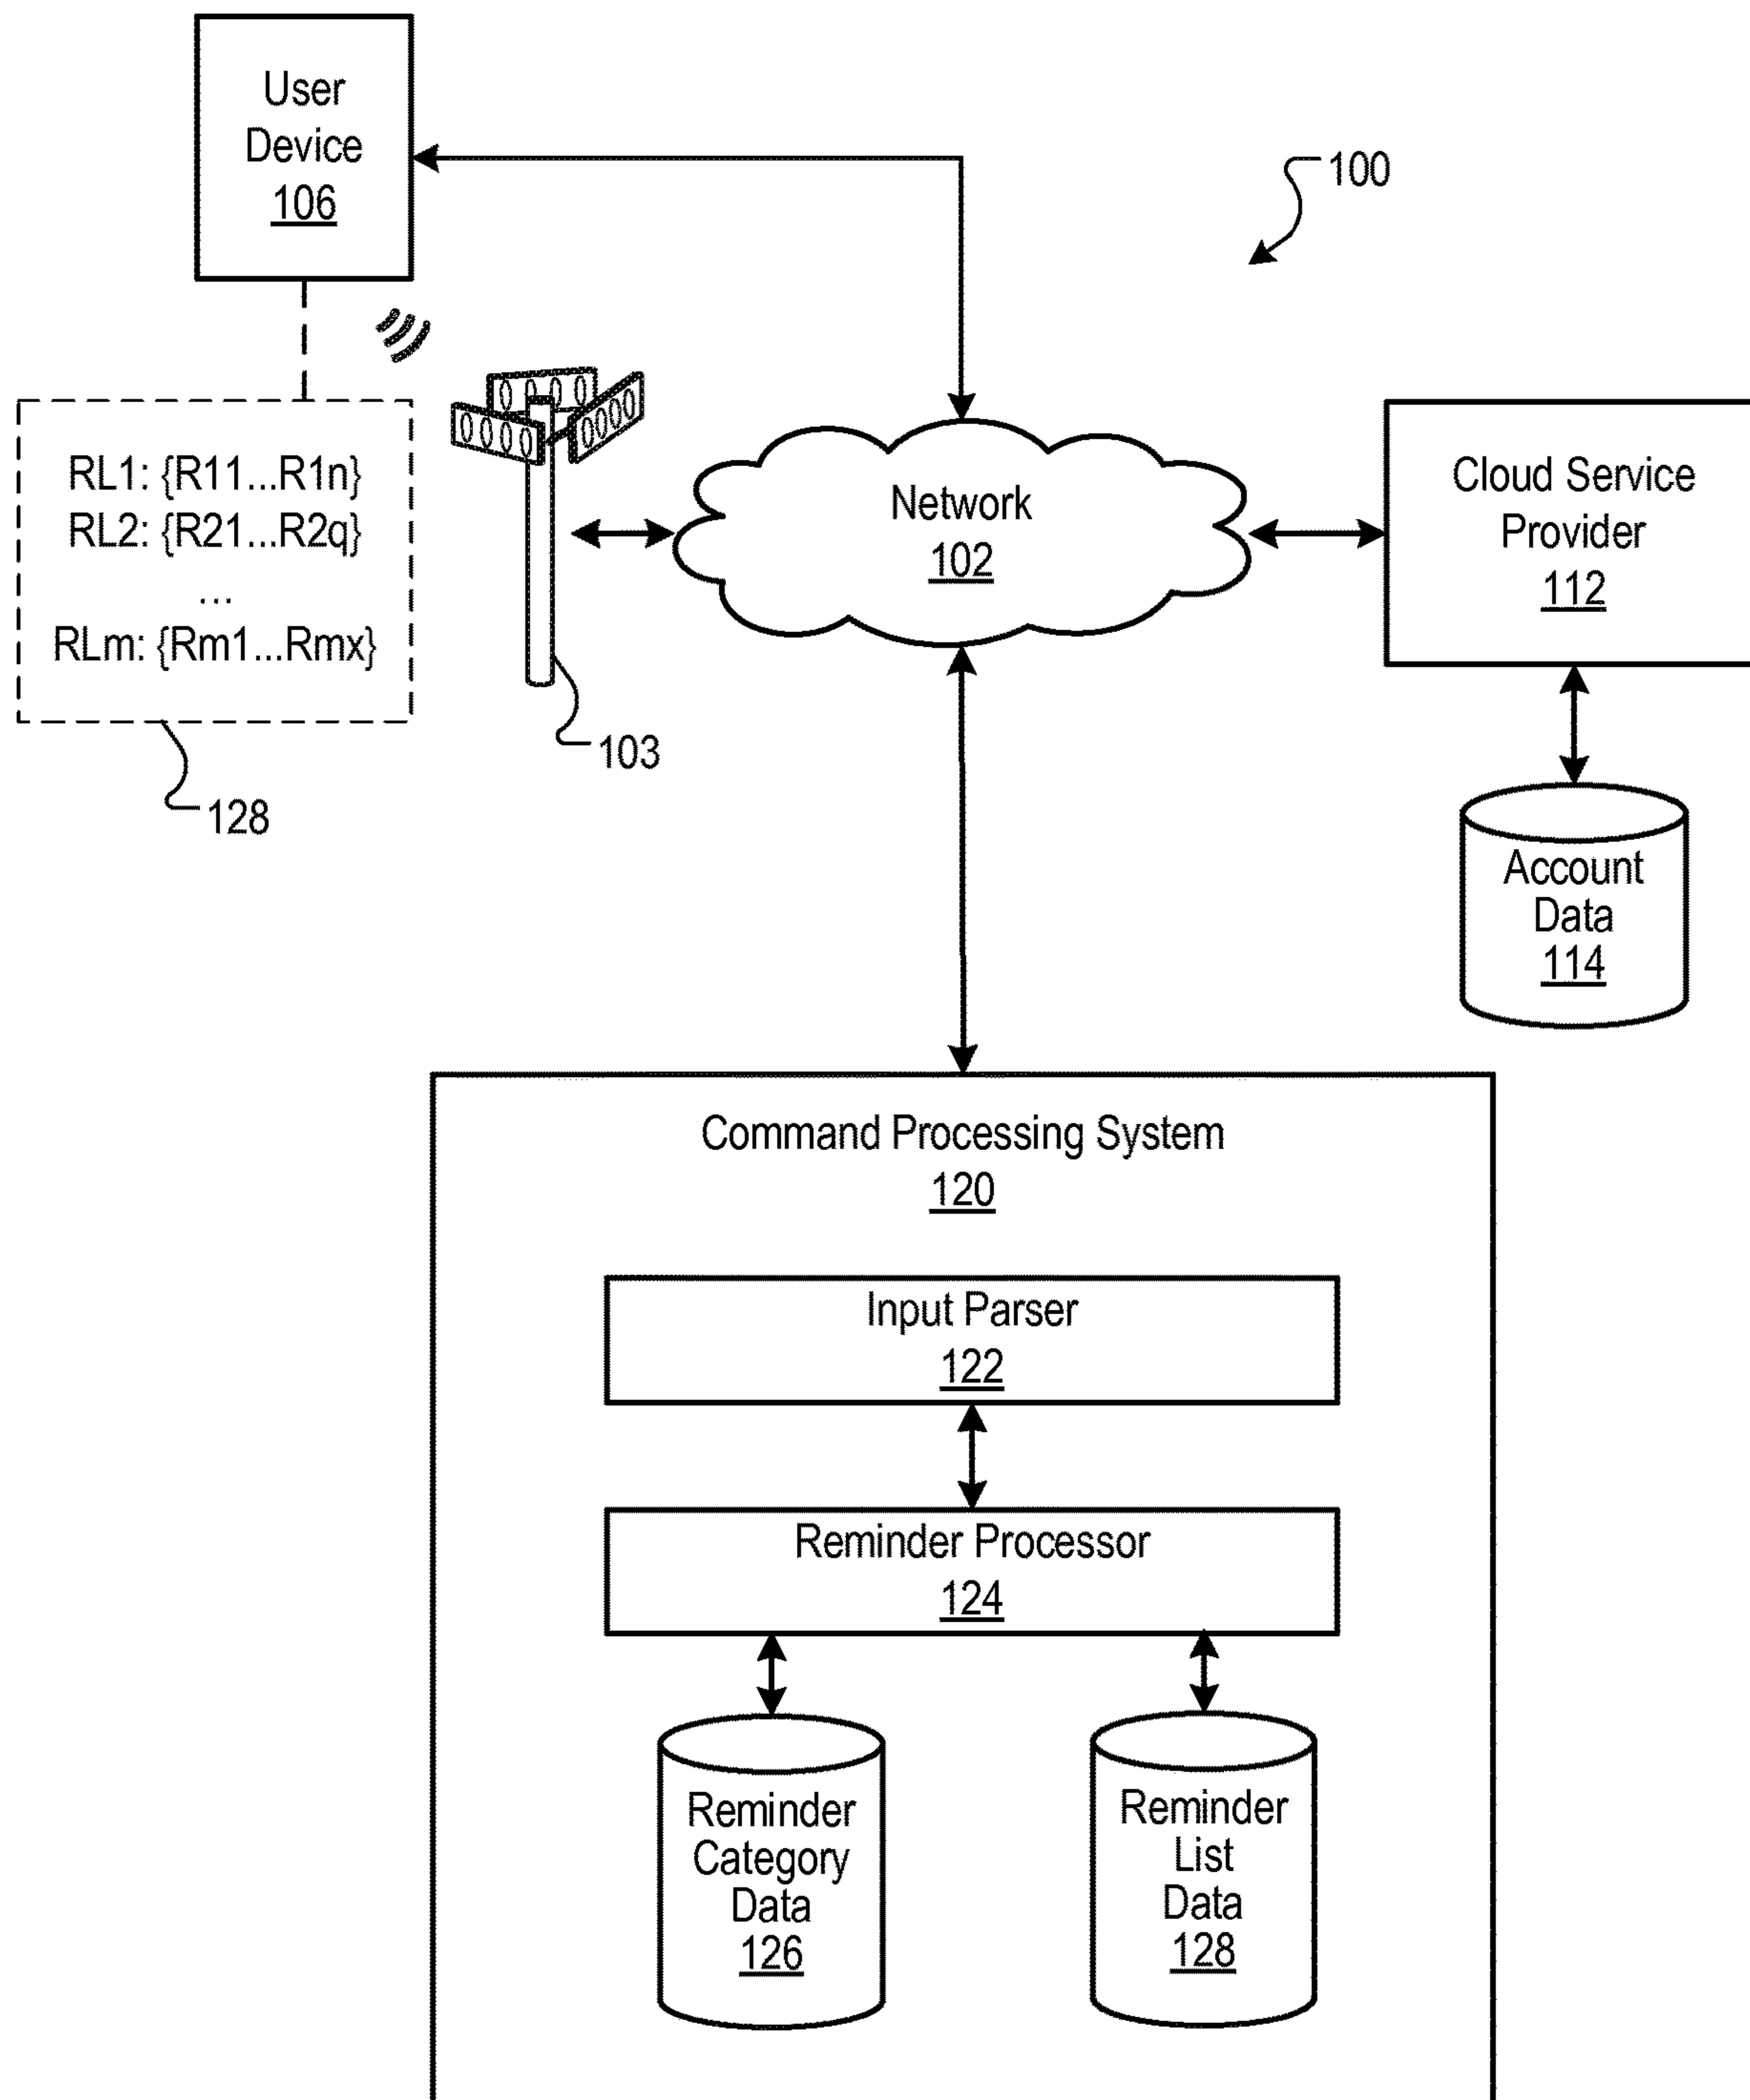 User
Device
106
100
RL1: {R11...R1n}
RL2: {R21...R2q}
...
RLm: {Rm1...Rmx}
128
103
Network
102
Cloud Service
Provider
112
Account
Data
114
Command Processing System
120
Input Parser
122
Reminder Processor
124
Reminder
Category
Data
126
Reminder
List
Data
128